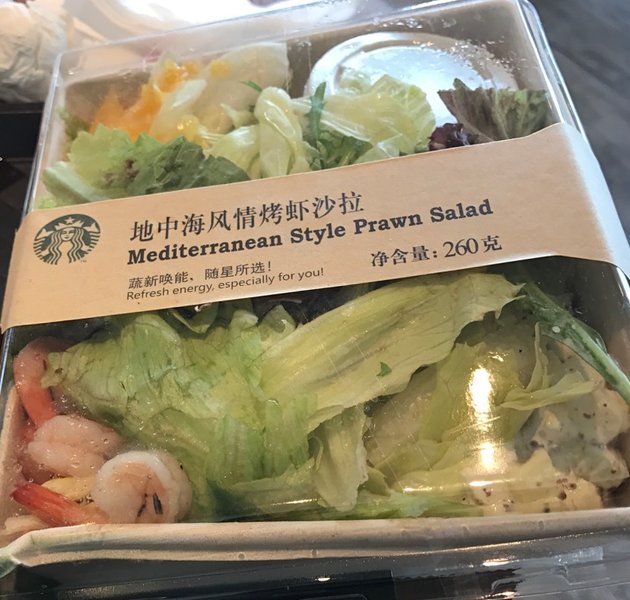 地中海风情烤虾沙拉
Mediterranean Style Prawn Salad
蔬新唤能，随星所选！
Refresh energy, especially for you!
净含量：260克